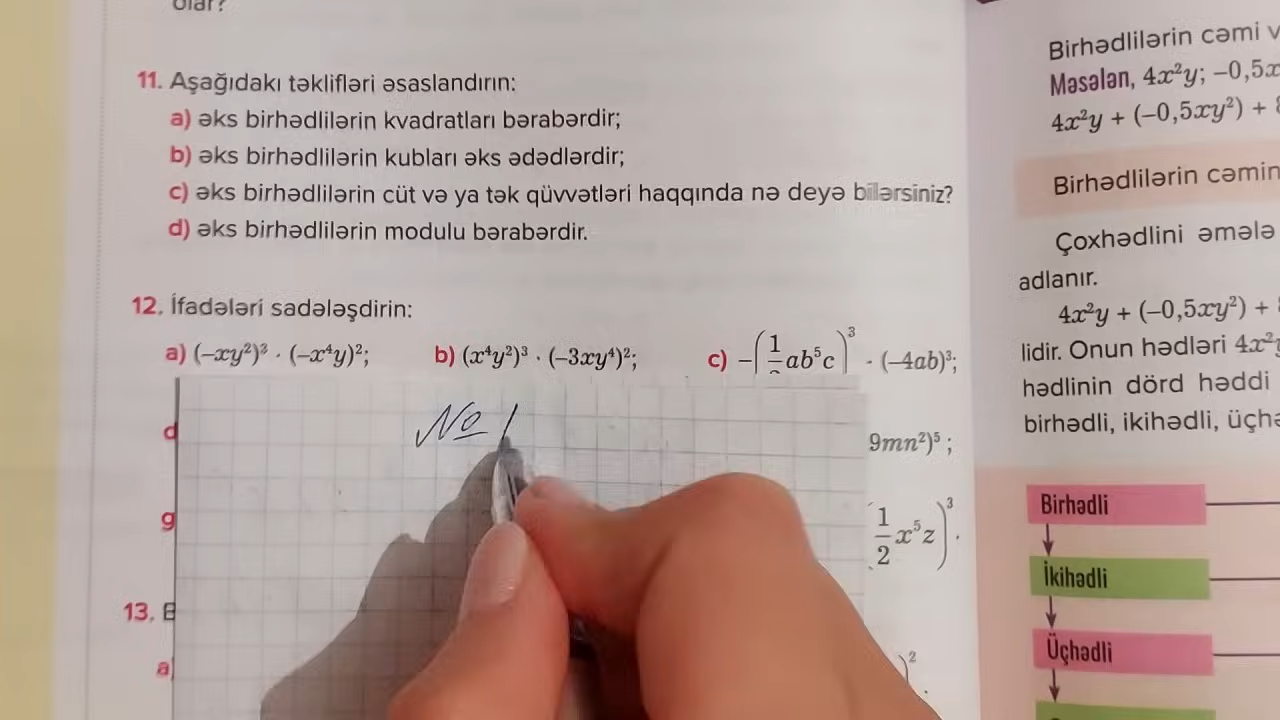 olar?
11. Aşağıdakı təklifləri əsaslandırın:
a) əks birhədlilərin kvadratları bərabərdir;
b) əks birhədlilərin kubları əks ədədlərdir;
c) əks birhədlilərin cüt və ya tək qüvvətləri haqqında nə deyə bilərsiniz?
d) əks birhədlilərin modulu bərabərdir.
12. İfadələri sadələşdirin:
a) (−xy²)³ · (−x⁴y)²; b) (x⁴y²)³ · (−3xy⁴)²; c) −(1/ ab⁵c)³ · (−4ab)³;
d
9mn²)⁵ ;
g
1/2 x⁵z)³ .
13.
a)
)² .
№ 1
Birhədlilərin cəmi v
Məsələn, 4x²y; −0,5x
4x²y + (−0,5xy²) +
Birhədlilərin cəmin
Çoxhədlini əmələ
adlanır.
4x²y + (−0,5xy²) +
lidir. Onun hədləri 4x²
hədlinin dörd həddi
birhədli, ikihədli, üçhə
Birhədli
İkihədli
Üçhədli